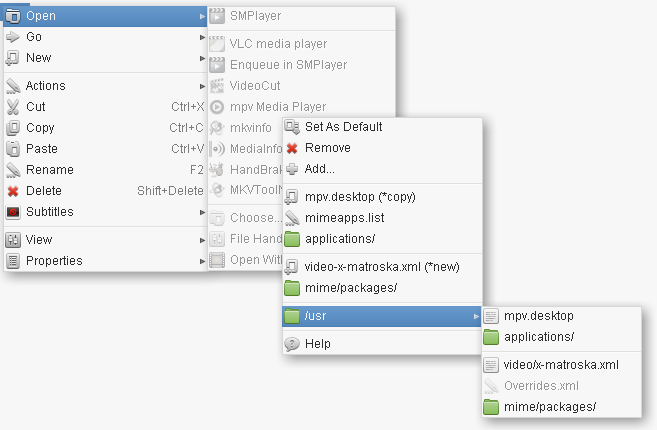 Open
Go
New
Actions
Cut Ctrl+X
Copy Ctrl+C
Paste Ctrl+V
Rename F2
Delete Shift+Delete
Subtitles
View
Properties
SMPlayer
VLC media player
Enqueue in SMPlayer
VideoCut
mpv Media Player
mkvinfo
MediaInfo
HandBrak
MKVToolN
Choose...
File Hand
Open With
Set As Default
Remove
Add...
mpv.desktop (*copy)
mimeapps.list
applications/
video-x-matroska.xml (*new)
mime/packages/
/usr
Help
mpv.desktop
applications/
video/x-matroska.xml
Overrides.xml
mime/packages/